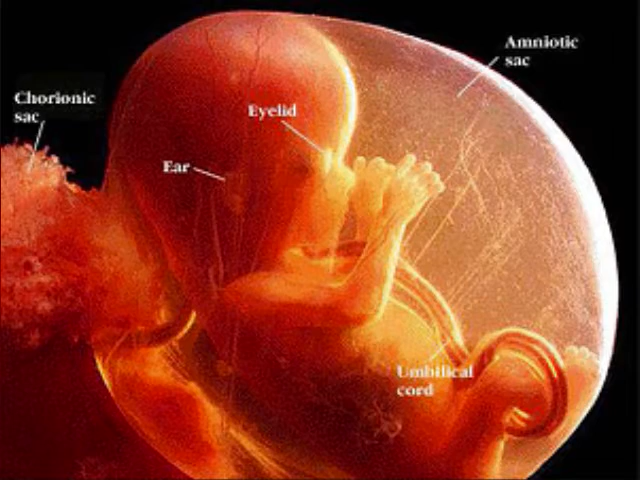 Amniotic
sac
Chorionic
sac
Eyelid
Ear
Umbilical
cord